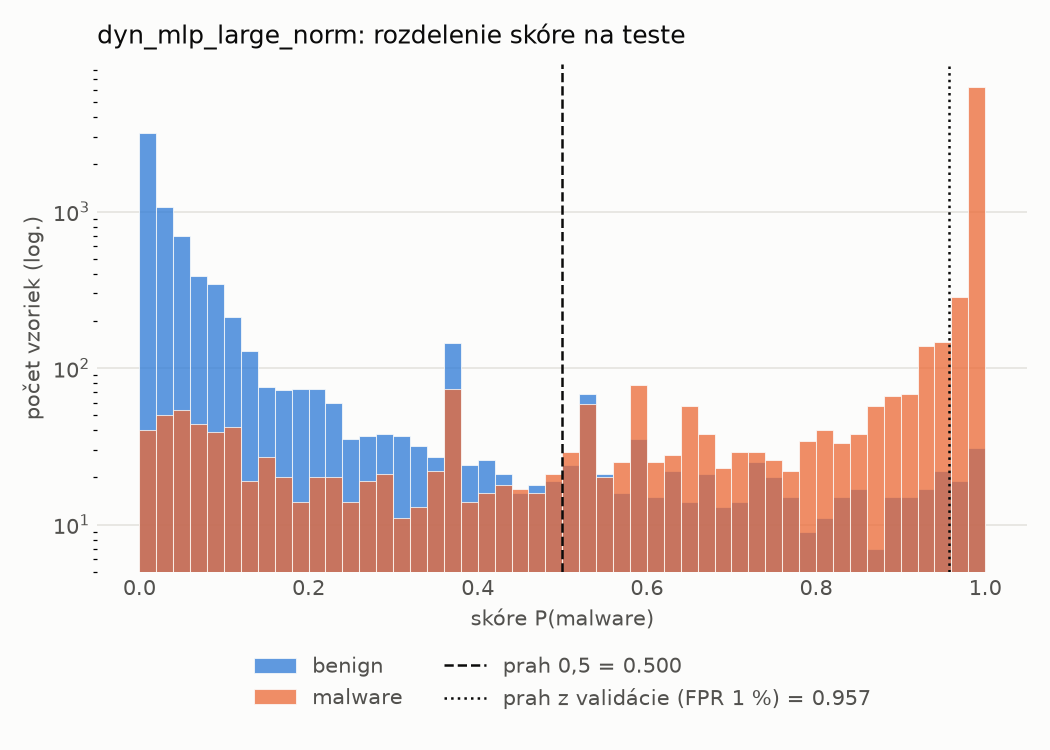 dyn_mlp_large_norm: rozdelenie skóre na teste
počet vzoriek (log.)
10³
10²
10¹
0.0 0.2 0.4 0.6 0.8 1.0
skóre P(malware)
benign
malware
prah 0,5 = 0.500
prah z validácie (FPR 1 %) = 0.957